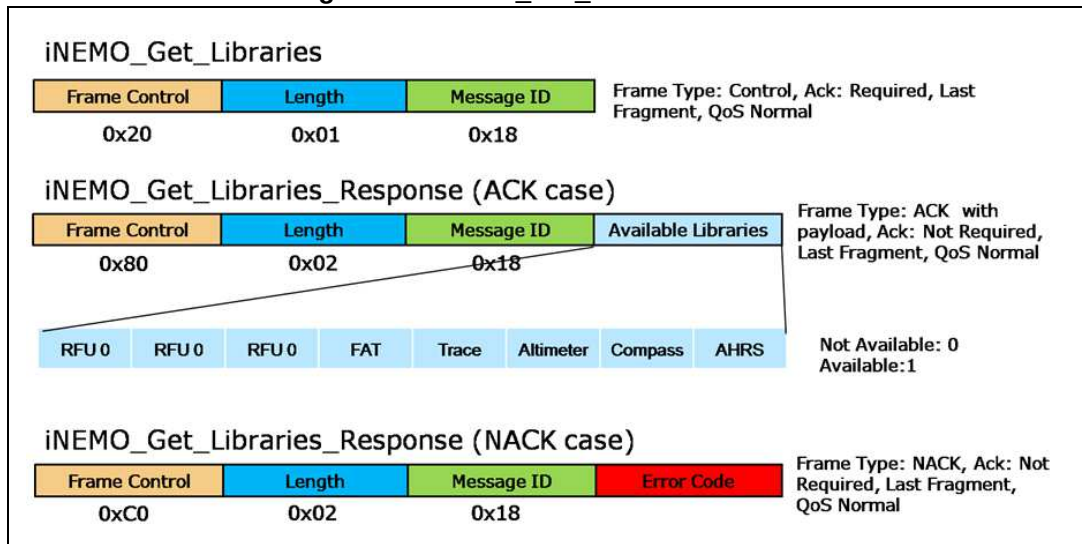 iNEMO_Get_Libraries
Frame Control Length Message ID
Frame Type: Control, Ack: Required, Last
Fragment, QoS Normal
0x20 0x01 0x18
iNEMO_Get_Libraries_Response (ACK case)
Frame Control Length Message ID Available Libraries
Frame Type: ACK with
payload, Ack: Not Required,
Last Fragment, QoS Normal
0x80 0x02 0x18
RFU 0 RFU 0 RFU 0 FAT Trace Altimeter Compass AHRS
Not Available: 0
Available:1
iNEMO_Get_Libraries_Response (NACK case)
Frame Control Length Message ID Error Code
Frame Type: NACK, Ack: Not
Required, Last Fragment,
QoS Normal
0xC0 0x02 0x18